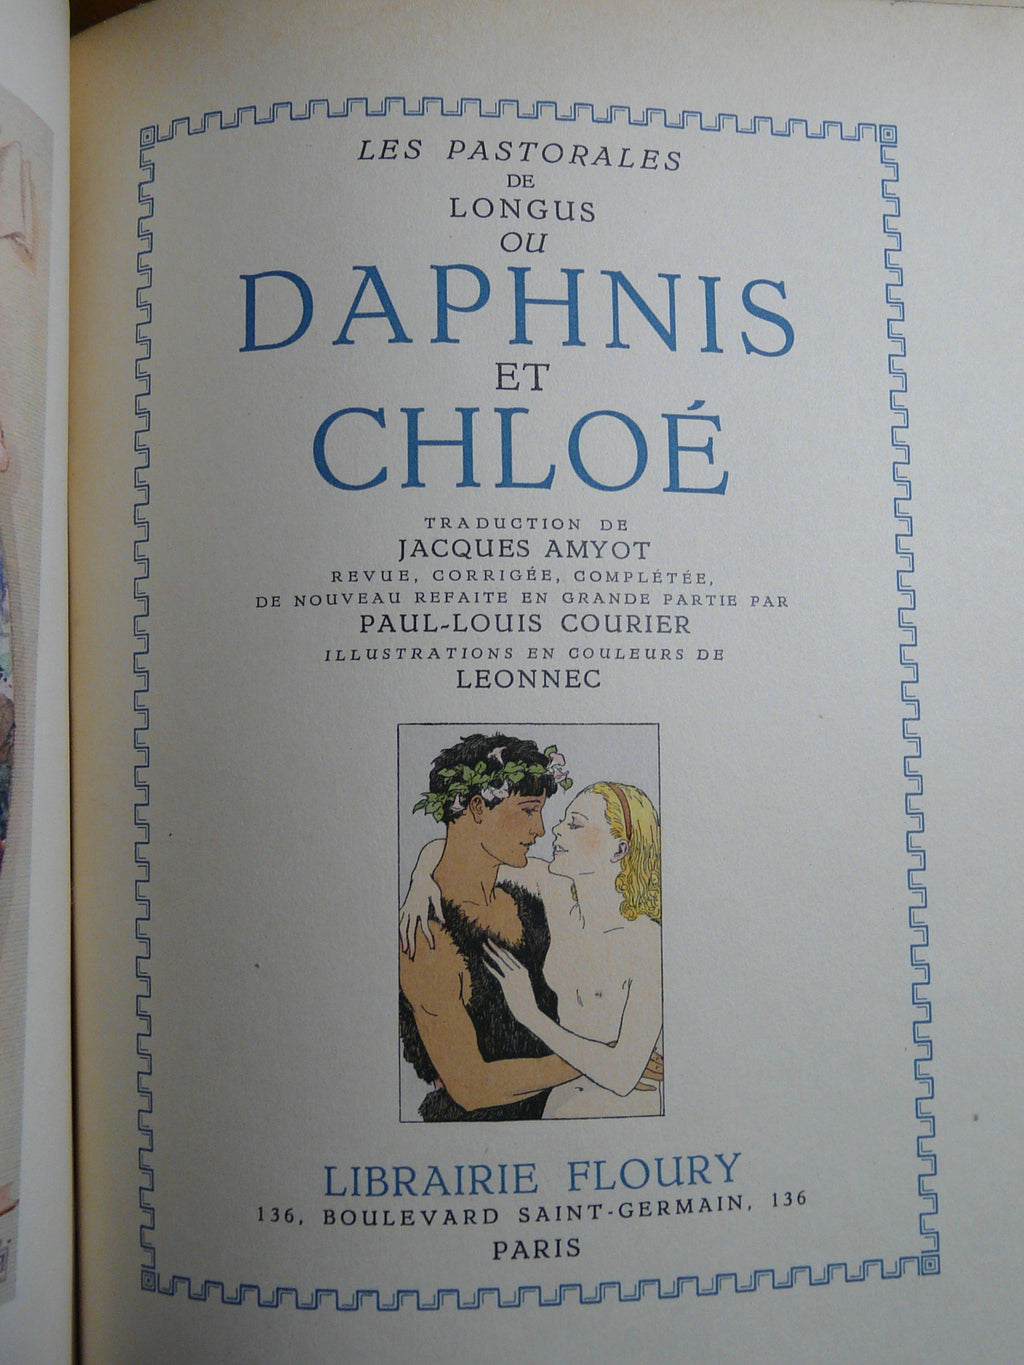 LES PASTORALES
DE
LONGUS
OU
DAPHNIS
ET
CHLOÉ
TRADUCTION DE
JACQUES AMYOT
REVUE, CORRIGÉE, COMPLÉTÉE,
DE NOUVEAU REFAITE EN GRANDE PARTIE PAR
PAUL-LOUIS COURIER
ILLUSTRATIONS EN COULEURS DE
LEONNEC
LIBRAIRIE FLOURY
136, BOULEVARD SAINT-GERMAIN, 136
PARIS